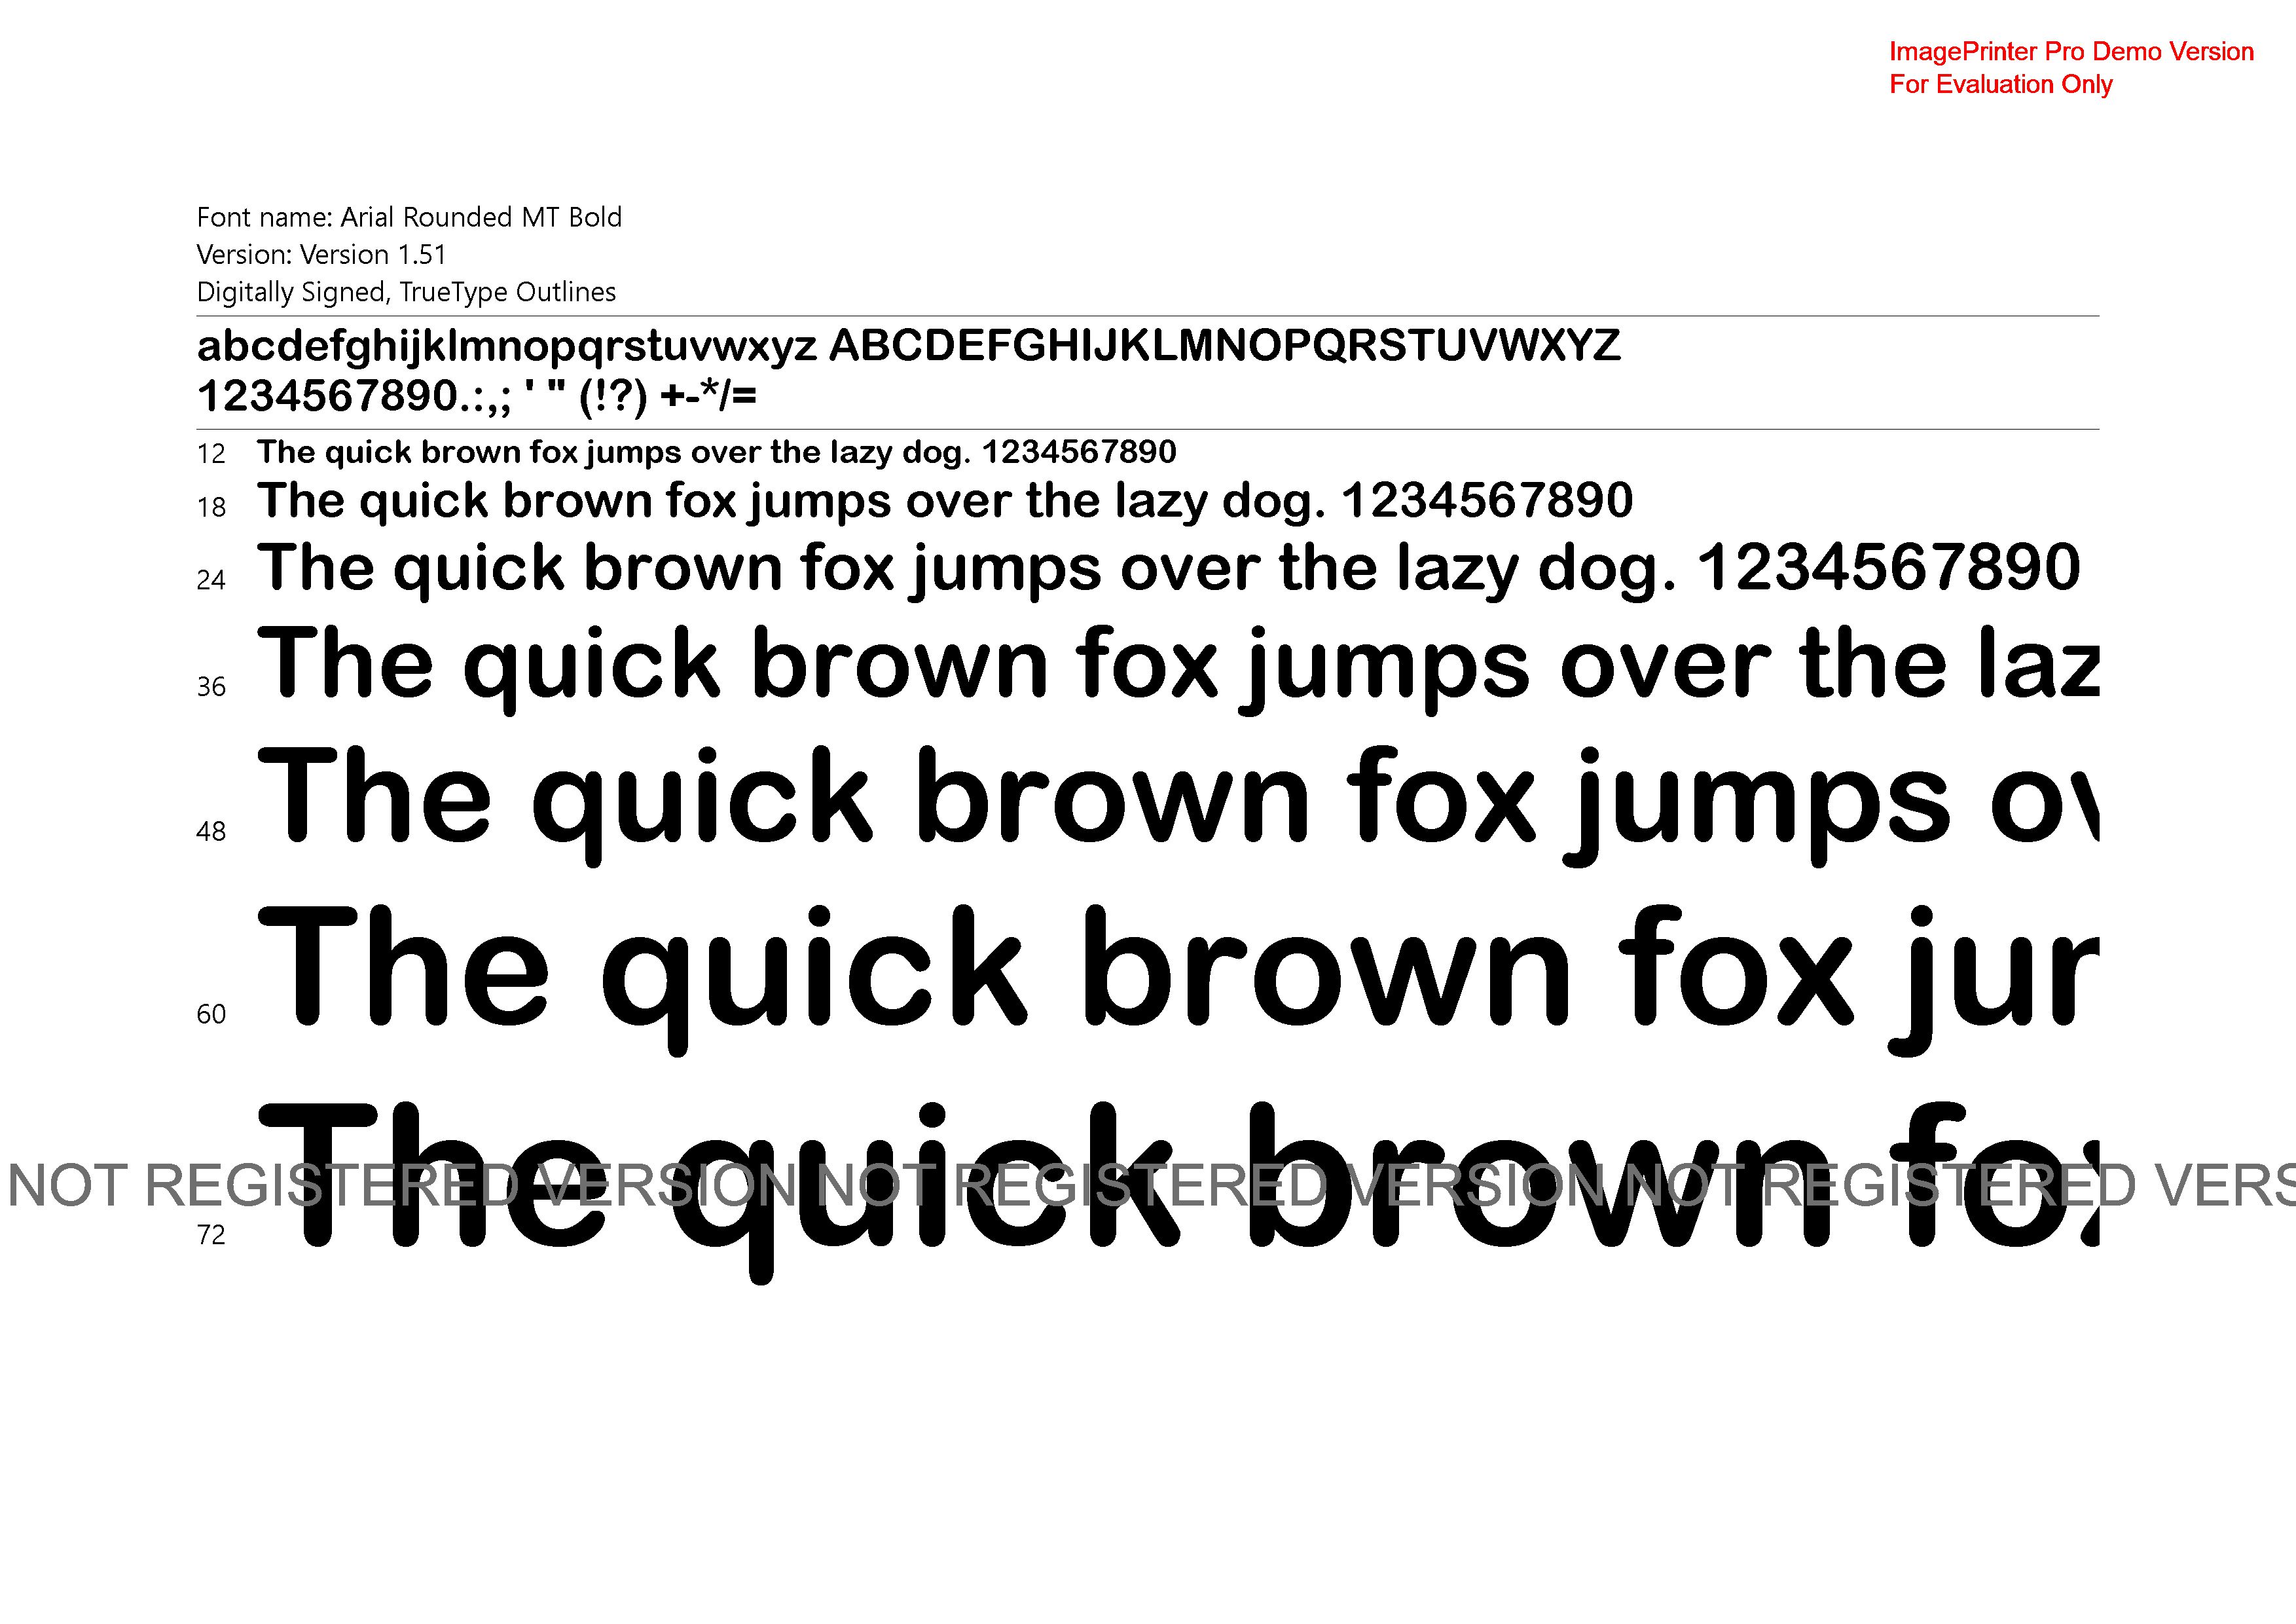 ImagePrinter Pro Demo Version
For Evaluation Only
Font name: Arial Rounded MT Bold
Version: Version 1.51
Digitally Signed, TrueType Outlines
abcdefghijklmnopqrstuvwxyz ABCDEFGHIJKLMNOPQRSTUVWXYZ
1234567890.:,; ' " (!?) +-*/=
12 The quick brown fox jumps over the lazy dog. 1234567890
18 The quick brown fox jumps over the lazy dog. 1234567890
24 The quick brown fox jumps over the lazy dog. 1234567890
36 The quick brown fox jumps over the laz
48 The quick brown fox jumps ov
60 The quick brown fox jur
72 The quick brown fox
NOT REGISTERED VERSION NOT REGISTERED VERSION NOT REGISTERED VERS